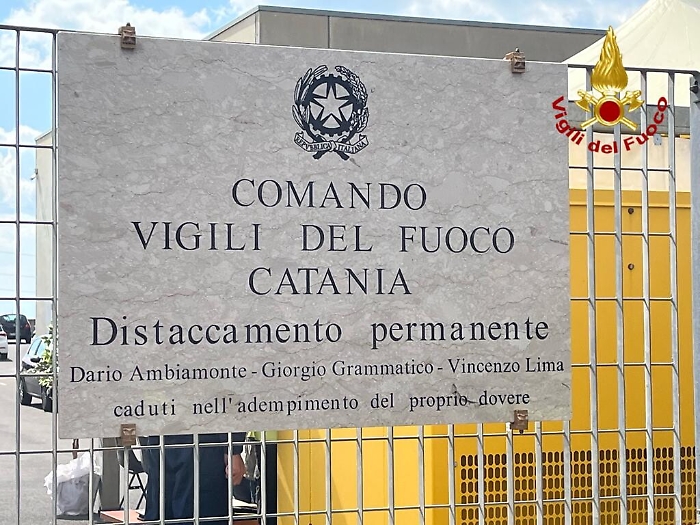 REPVBBLICA ITALIANA
COMANDO
VIGILI DEL FUOCO
CATANIA
Distaccamento permanente
Dario Ambiamonte - Giorgio Grammatico - Vincenzo Lima
caduti nell'adempimento del proprio dovere
Vigili del Fuoco